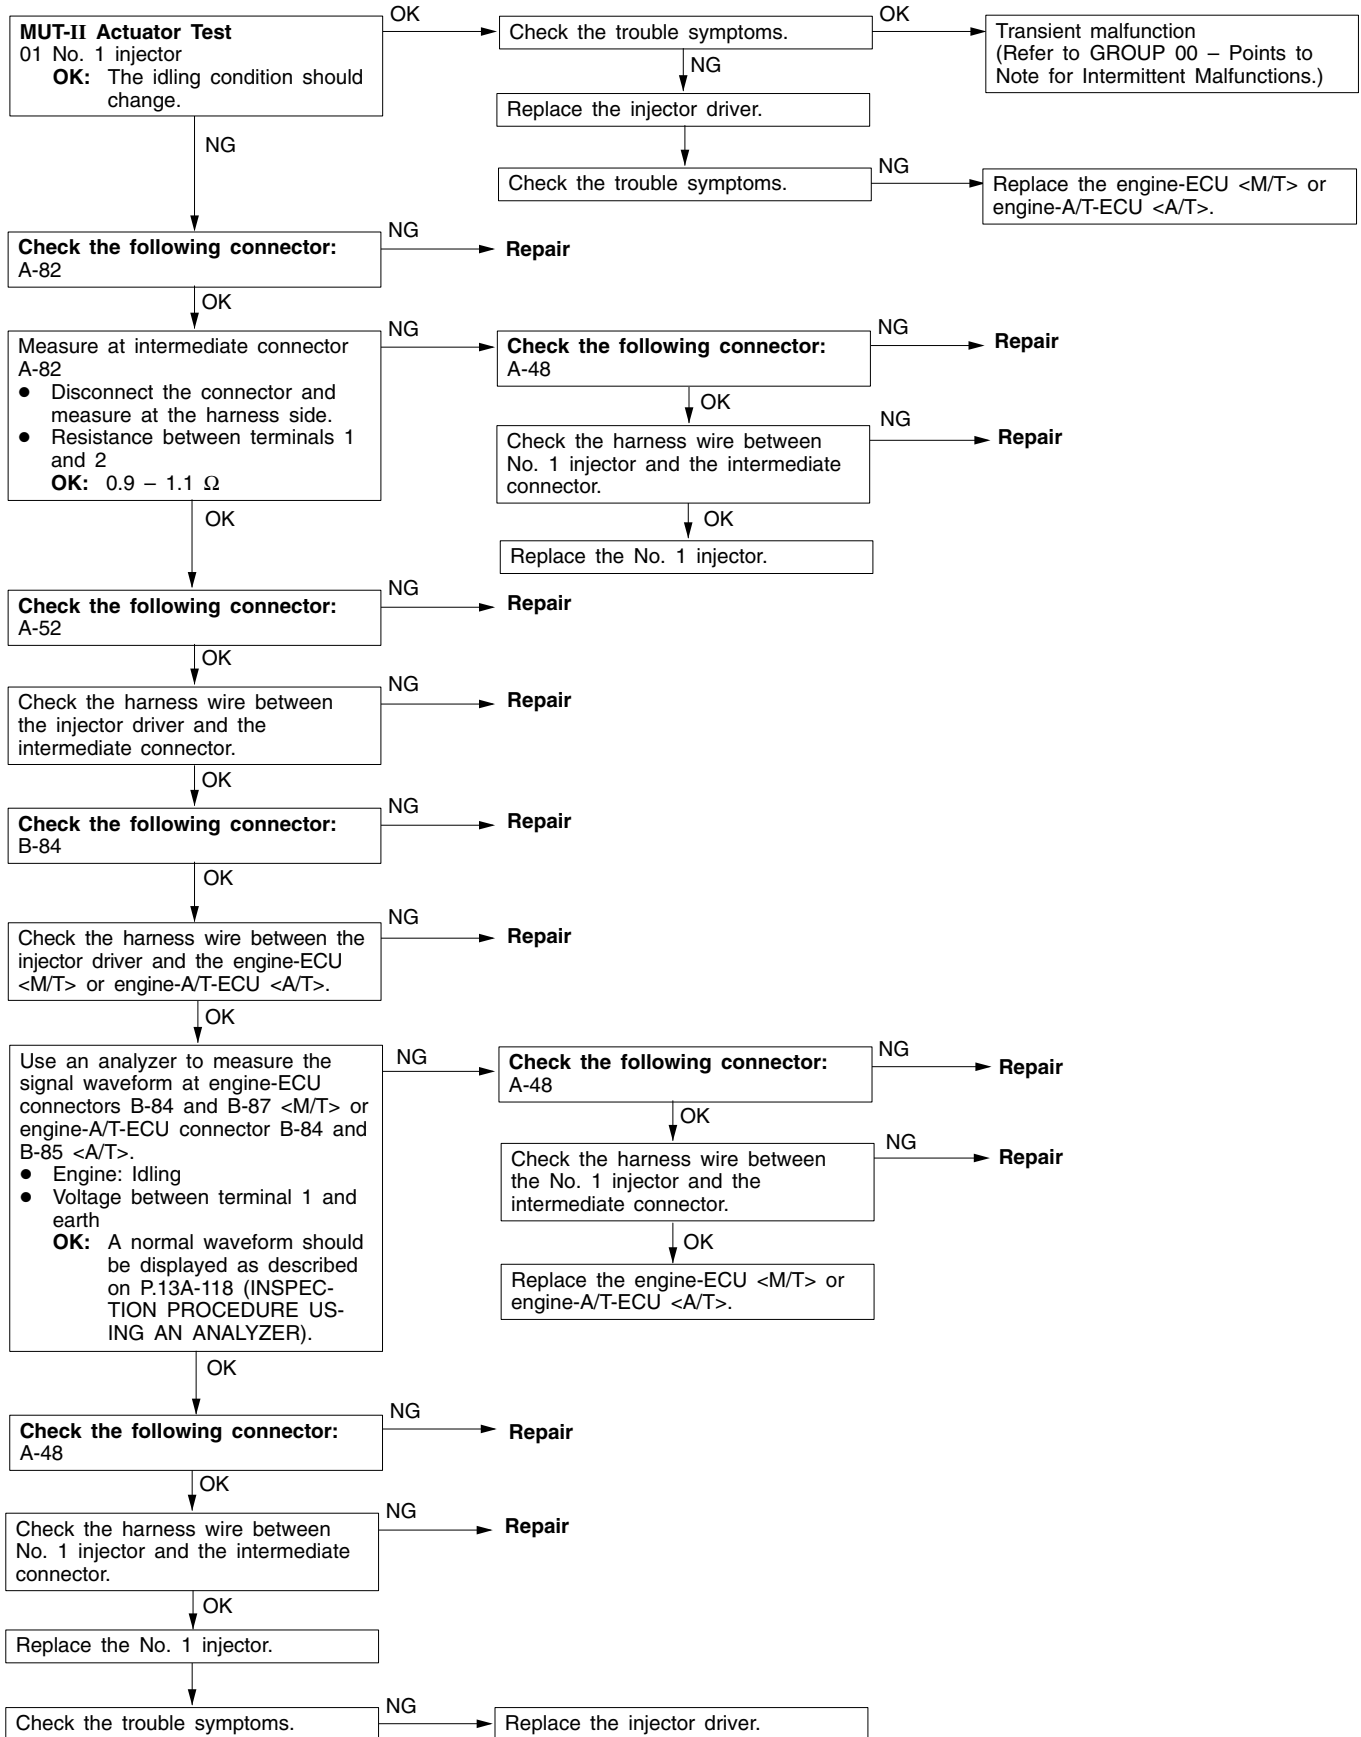 MUT-II Actuator Test
01 No. 1 injector
OK: The idling condition should
change.
OK
Check the trouble symptoms.
OK
Transient malfunction
(Refer to GROUP 00 – Points to
Note for Intermittent Malfunctions.)
NG
Replace the injector driver.
Check the trouble symptoms.
NG
Replace the engine-ECU <M/T> or
engine-A/T-ECU <A/T>.
NG
Check the following connector:
A-82
NG
Repair
OK
Measure at intermediate connector
A-82
● Disconnect the connector and
measure at the harness side.
● Resistance between terminals 1
and 2
OK: 0.9 – 1.1 Ω
NG
Check the following connector:
A-48
NG
Repair
OK
Check the harness wire between
No. 1 injector and the intermediate
connector.
NG
Repair
OK
Replace the No. 1 injector.
OK
Check the following connector:
A-52
NG
Repair
OK
Check the harness wire between
the injector driver and the
intermediate connector.
NG
Repair
OK
Check the following connector:
B-84
NG
Repair
OK
Check the harness wire between the
injector driver and the engine-ECU
<M/T> or engine-A/T-ECU <A/T>.
NG
Repair
OK
Use an analyzer to measure the
signal waveform at engine-ECU
connectors B-84 and B-87 <M/T> or
engine-A/T-ECU connector B-84 and
B-85 <A/T>.
● Engine: Idling
● Voltage between terminal 1 and
earth
OK: A normal waveform should
be displayed as described
on P.13A-118 (INSPEC-
TION PROCEDURE US-
ING AN ANALYZER).
NG
Check the following connector:
A-48
NG
Repair
OK
Check the harness wire between
the No. 1 injector and the
intermediate connector.
NG
Repair
OK
Replace the engine-ECU <M/T> or
engine-A/T-ECU <A/T>.
OK
Check the following connector:
A-48
NG
Repair
OK
Check the harness wire between
No. 1 injector and the intermediate
connector.
NG
Repair
OK
Replace the No. 1 injector.
Check the trouble symptoms.
NG
Replace the injector driver.